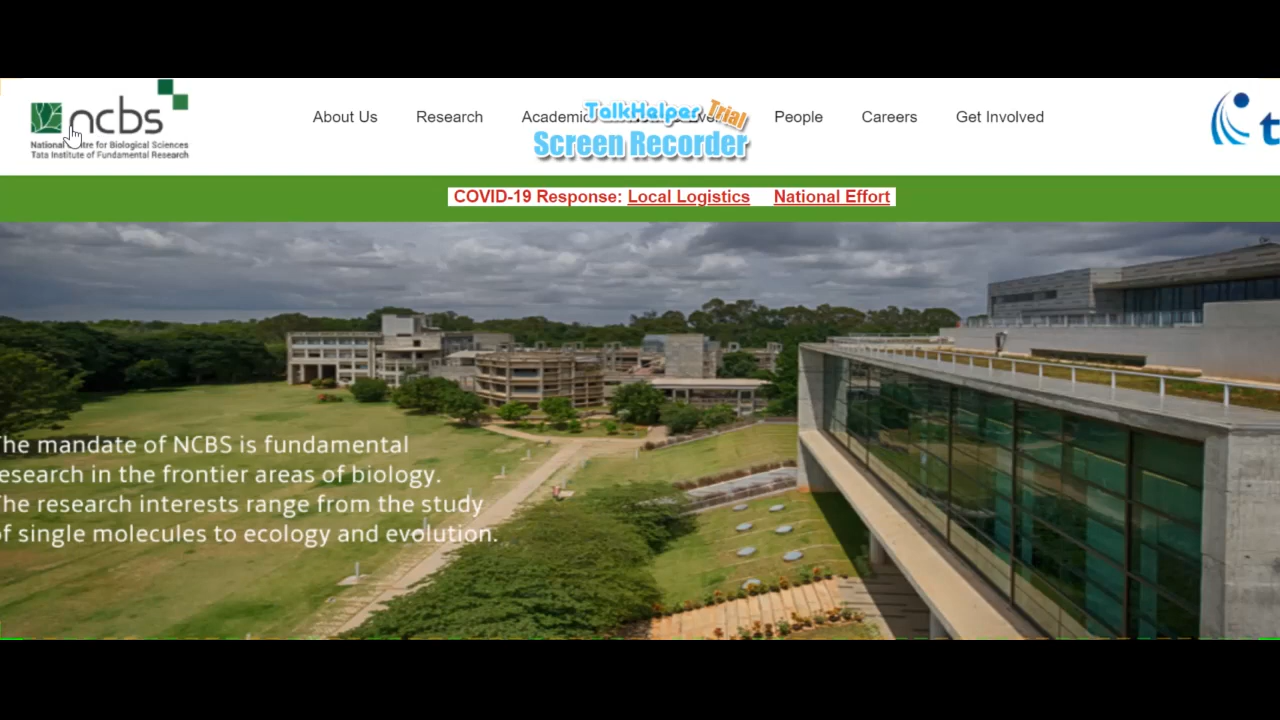 ncbs
National Centre for Biological Sciences
Tata Institute of Fundamental Research
About Us
Research
People
Careers
Get Involved
TalkHelper Trial
Screen Recorder
COVID-19 Response: Local Logistics National Effort
The mandate of NCBS is fundamental
research in the frontier areas of biology.
The research interests range from the study
of single molecules to ecology and evolution.